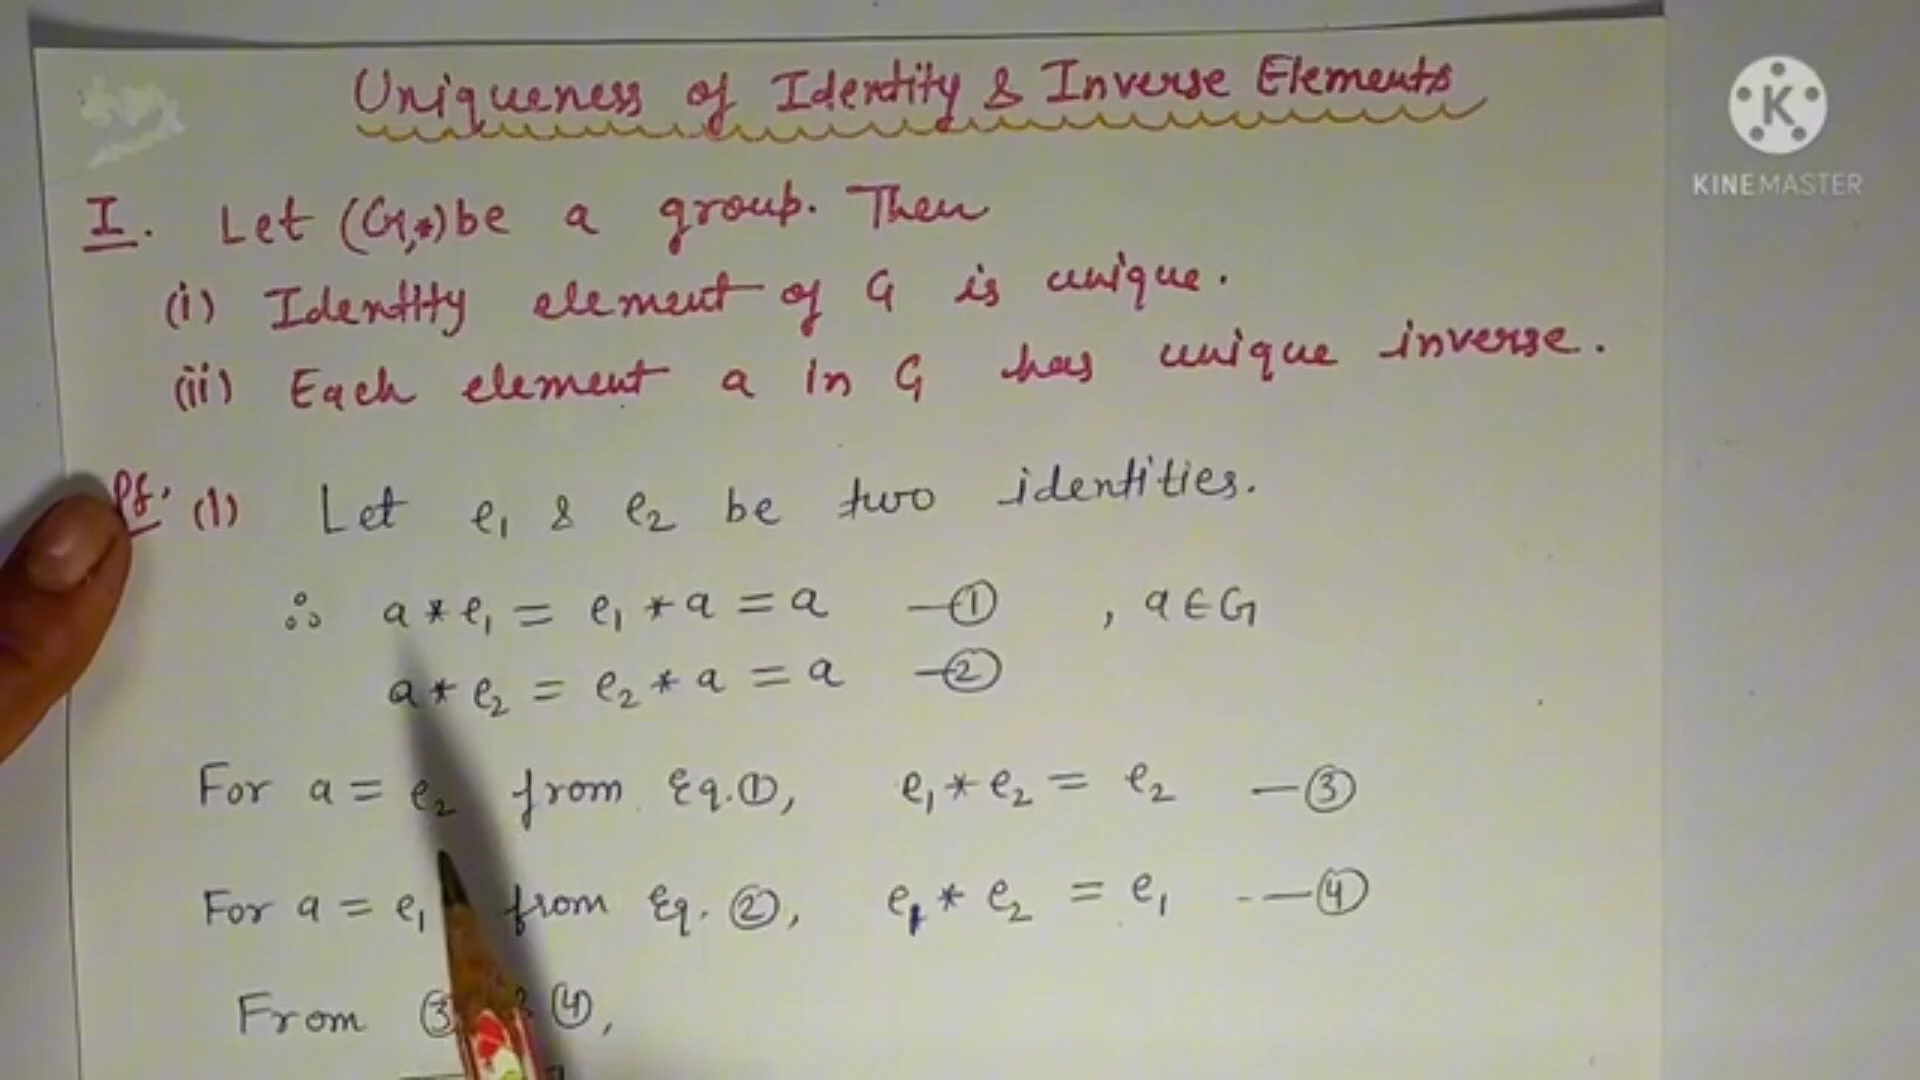 Uniqueness of Identity & Inverse Elements
KINEMASTER
I. Let (G,*) be a group. Then
(i) Identity element of G is unique.
(ii) Each element a in G has unique inverse.
Pf. (i) Let e₁ & e₂ be two identities.
∴ a * e₁ = e₁ * a = a —① , a ∈ G
a * e₂ = e₂ * a = a —②
For a = e₂ from Eq.①, e₁ * e₂ = e₂ —③
For a = e₁ from Eq. ②, e₁ * e₂ = e₁ —④
From ③ ④,